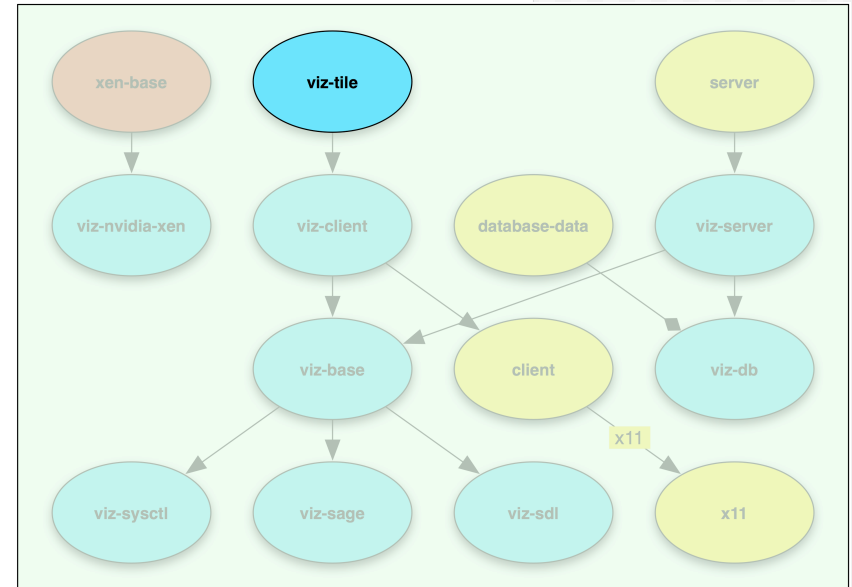 xen-base
viz-tile
server
viz-nvidia-xen
viz-client
database-data
viz-server
viz-base
client
viz-db
x11
viz-sysctl
viz-sage
viz-sdl
x11